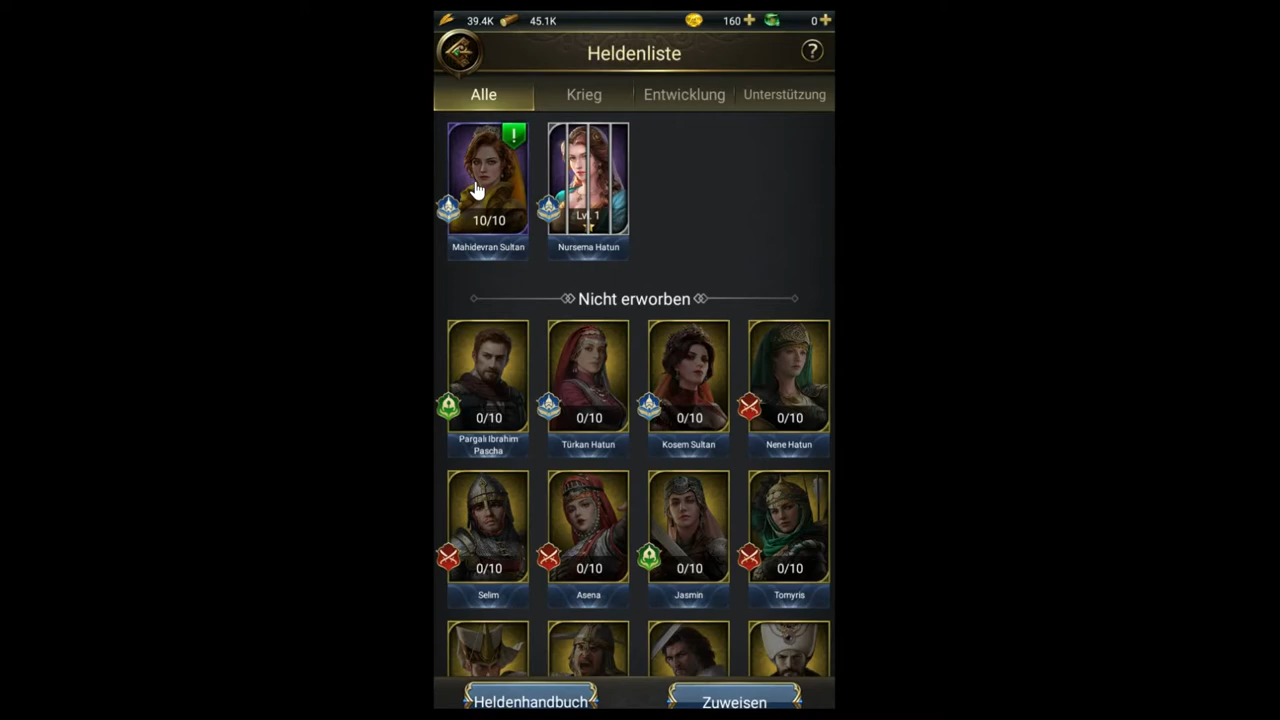 39.4K 45.1K 160 0
Heldenliste ?
Alle Krieg Entwicklung Unterstützung
!
10/10 Lvl. 1
Mahidevran Sultan Nursema Hatun
Nicht erworben
0/10 0/10 0/10 0/10
Pargalı Ibrahim Pascha Türkan Hatun Kosem Sultan Nene Hatun
0/10 0/10 0/10 0/10
Selim Asena Jasmin Tomyris
Heldenhandbuch Zuweisen